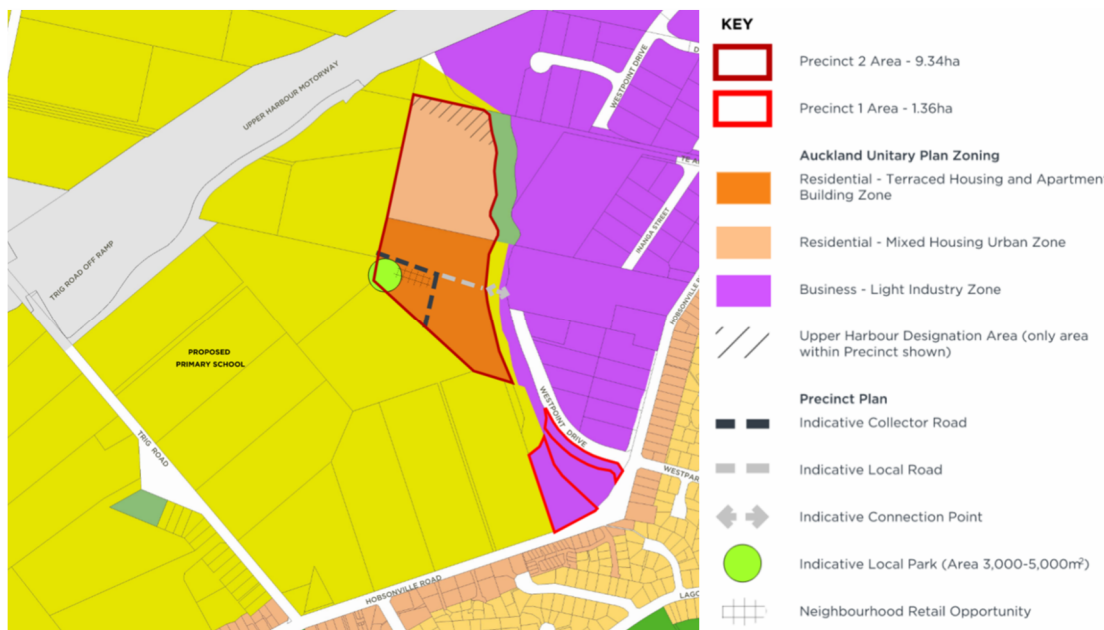 UPPER HARBOUR MOTORWAY
WESTPOINT DRIVE
INANGA STREET
TRIG ROAD OFF RAMP
PROPOSED
PRIMARY SCHOOL
TRIG ROAD
WESTPOINT DRIVE
HOBSONVILLE ROAD
HOBSONVILLE
WESTPAR
LAGO
KEY
Precinct 2 Area - 9.34ha
Precinct 1 Area - 1.36ha
Auckland Unitary Plan Zoning
Residential - Terraced Housing and Apartment
Building Zone
Residential - Mixed Housing Urban Zone
Business - Light Industry Zone
Upper Harbour Designation Area (only area
within Precinct shown)
Precinct Plan
Indicative Collector Road
Indicative Local Road
Indicative Connection Point
Indicative Local Park (Area 3,000-5,000m²)
Neighbourhood Retail Opportunity